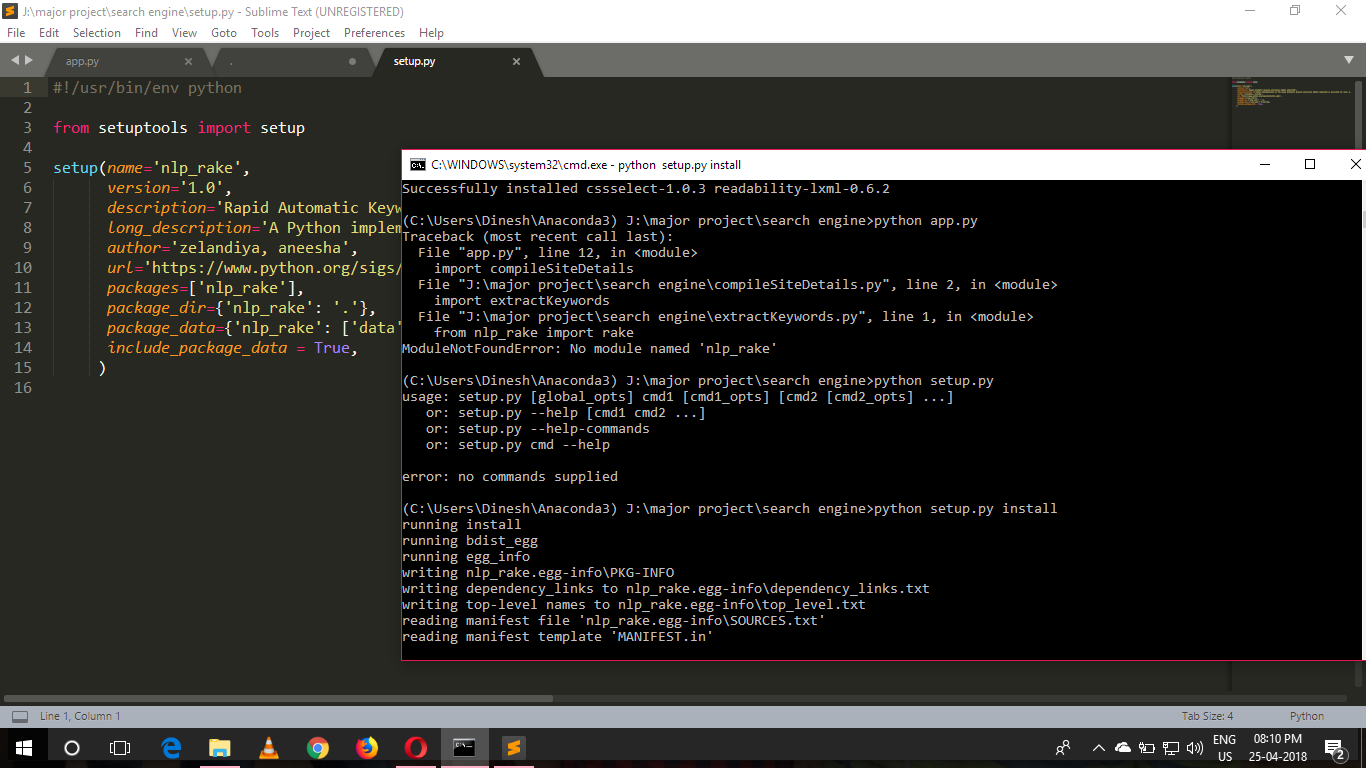 J:\major project\search engine\setup.py - Sublime Text (UNREGISTERED)
File Edit Selection Find View Goto Tools Project Preferences Help
app.py . setup.py
1 #!/usr/bin/env python
2
3 from setuptools import setup
4
5 setup(name='nlp_rake',
6 version='1.0',
7 description='Rapid Automatic Keyw
8 long_description='A Python implem
9 author='zelandiya, aneesha',
10 url='https://www.python.org/sigs/
11 packages=['nlp_rake'],
12 package_dir={'nlp_rake': '.'},
13 package_data={'nlp_rake': ['data'
14 include_package_data = True,
15 )
16
C:\WINDOWS\system32\cmd.exe - python setup.py install
Successfully installed cssselect-1.0.3 readability-lxml-0.6.2
(C:\Users\Dinesh\Anaconda3) J:\major project\search engine>python app.py
Traceback (most recent call last):
File "app.py", line 12, in <module>
import compileSiteDetails
File "J:\major project\search engine\compileSiteDetails.py", line 2, in <module>
import extractKeywords
File "J:\major project\search engine\extractKeywords.py", line 1, in <module>
from nlp_rake import rake
ModuleNotFoundError: No module named 'nlp_rake'
(C:\Users\Dinesh\Anaconda3) J:\major project\search engine>python setup.py
usage: setup.py [global_opts] cmd1 [cmd1_opts] [cmd2 [cmd2_opts] ...]
or: setup.py --help [cmd1 cmd2 ...]
or: setup.py --help-commands
or: setup.py cmd --help
error: no commands supplied
(C:\Users\Dinesh\Anaconda3) J:\major project\search engine>python setup.py install
running install
running bdist_egg
running egg_info
writing nlp_rake.egg-info\PKG-INFO
writing dependency_links to nlp_rake.egg-info\dependency_links.txt
writing top-level names to nlp_rake.egg-info\top_level.txt
reading manifest file 'nlp_rake.egg-info\SOURCES.txt'
reading manifest template 'MANIFEST.in'
Line 1, Column 1
Tab Size: 4 Python
ENG 08:10 PM
US 25-04-2018 2